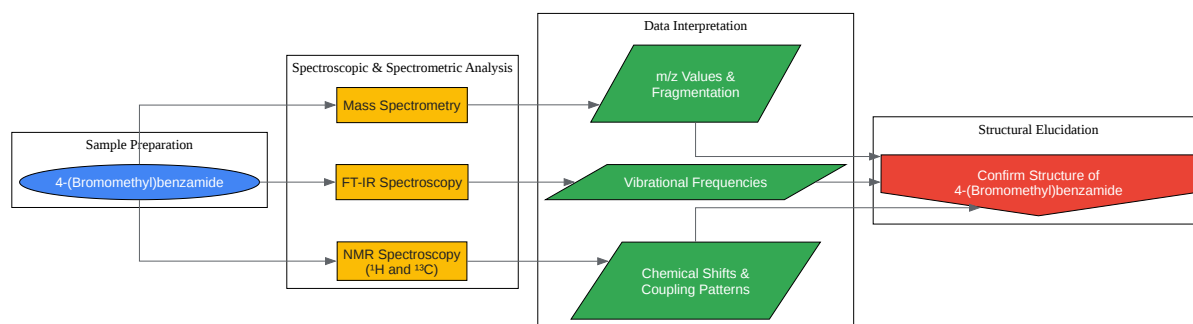 Sample Preparation
4-(Bromomethyl)benzamide
Spectroscopic & Spectrometric Analysis
Mass Spectrometry
FT-IR Spectroscopy
NMR Spectroscopy
(¹H and ¹³C)
Data Interpretation
m/z Values &
Fragmentation
Vibrational Frequencies
Chemical Shifts &
Coupling Patterns
Structural Elucidation
Confirm Structure of
4-(Bromomethyl)benzamide